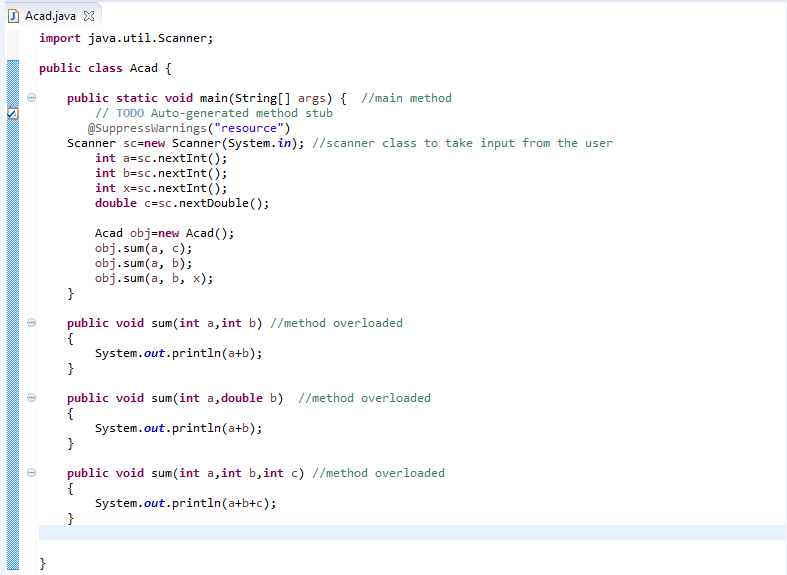 Acad.java
import java.util.Scanner;
public class Acad {
public static void main(String[] args) {  //main method
// TODO Auto-generated method stub
@SuppressWarnings("resource")
Scanner sc=new Scanner(System.in); //scanner class to take input from the user
int a=sc.nextInt();
int b=sc.nextInt();
int x=sc.nextInt();
double c=sc.nextDouble();
Acad obj=new Acad();
obj.sum(a, c);
obj.sum(a, b);
obj.sum(a, b, x);
}
public void sum(int a,int b) //method overloaded
{
System.out.println(a+b);
}
public void sum(int a,double b)  //method overloaded
{
System.out.println(a+b);
}
public void sum(int a,int b,int c) //method overloaded
{
System.out.println(a+b+c);
}
}